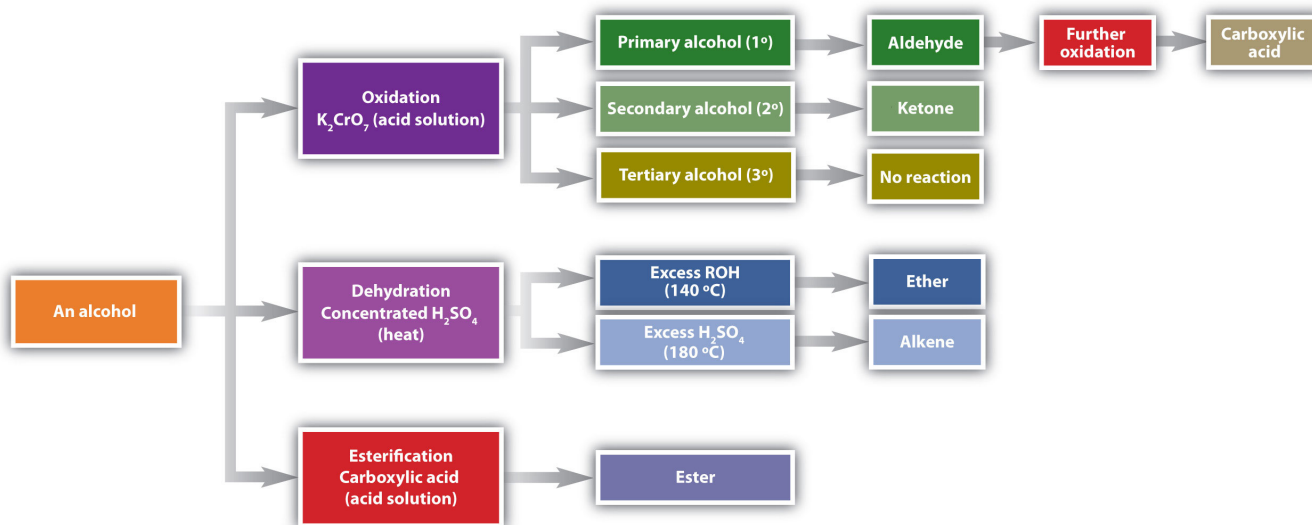 Oxidation
K₂CrO₇ (acid solution)
Primary alcohol (1º)
Aldehyde
Further
oxidation
Carboxylic
acid
Secondary alcohol (2º)
Ketone
Tertiary alcohol (3º)
No reaction
An alcohol
Dehydration
Concentrated H₂SO₄
(heat)
Excess ROH
(140 ºC)
Ether
Excess H₂SO₄
(180 ºC)
Alkene
Esterification
Carboxylic acid
(acid solution)
Ester